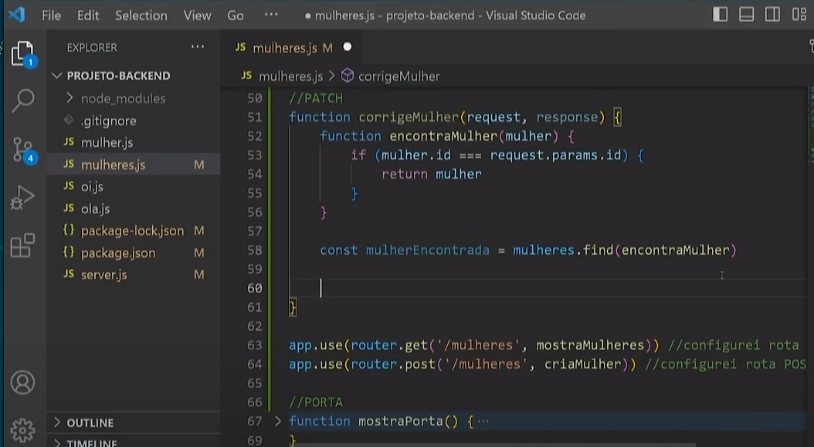 File Edit Selection View Go ··· ● mulheres.js - projeto-backend - Visual Studio Code
EXPLORER ···
PROJETO-BACKEND
node_modules
.gitignore
JS mulher.js
JS mulheres.js M
JS oi.js
JS ola.js
{} package-lock.json M
{} package.json M
JS server.js M
OUTLINE
TIMELINE
1
4
JS mulheres.js M ●
JS mulheres.js > corrigeMulher
50 //PATCH
51 function corrigeMulher(request, response) {
52 function encontraMulher(mulher) {
53 if (mulher.id === request.params.id) {
54 return mulher
55 }
56 }
57
58 const mulherEncontrada = mulheres.find(encontraMulher)
59
60
61 }
62
63 app.use(router.get('/mulheres', mostraMulheres)) //configurei rota
64 app.use(router.post('/mulheres', criaMulher)) //configurei rota POS
65
66 //PORTA
67 > function mostraPorta() { ···
69 }